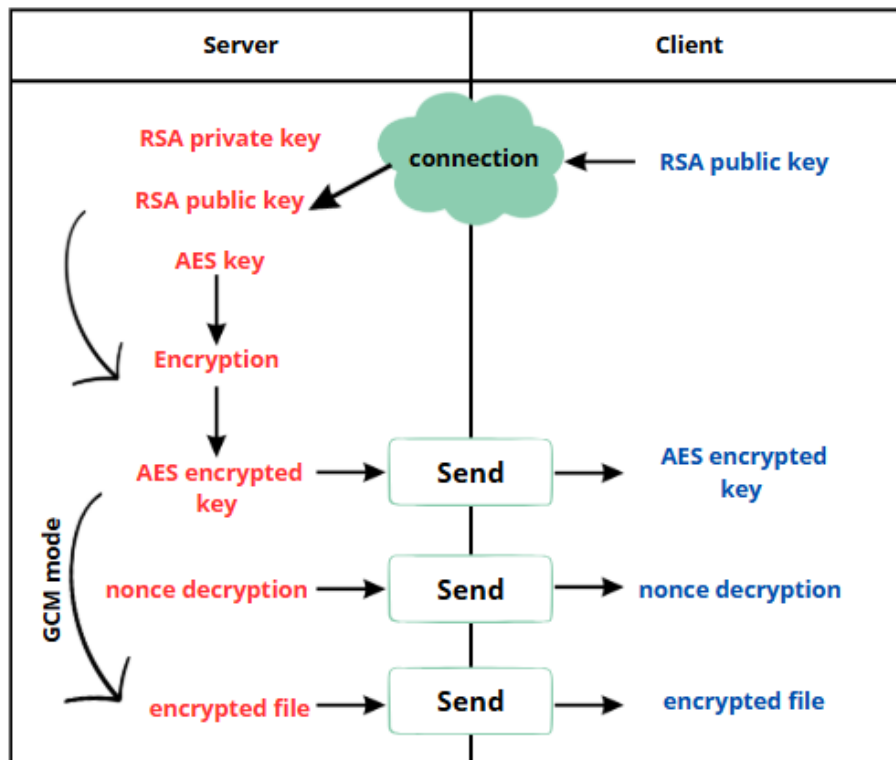 Server
Client
RSA private key
connection
RSA public key
RSA public key
AES key
Encryption
AES encrypted
key
Send
AES encrypted
key
GCM mode
nonce decryption
Send
nonce decryption
encrypted file
Send
encrypted file